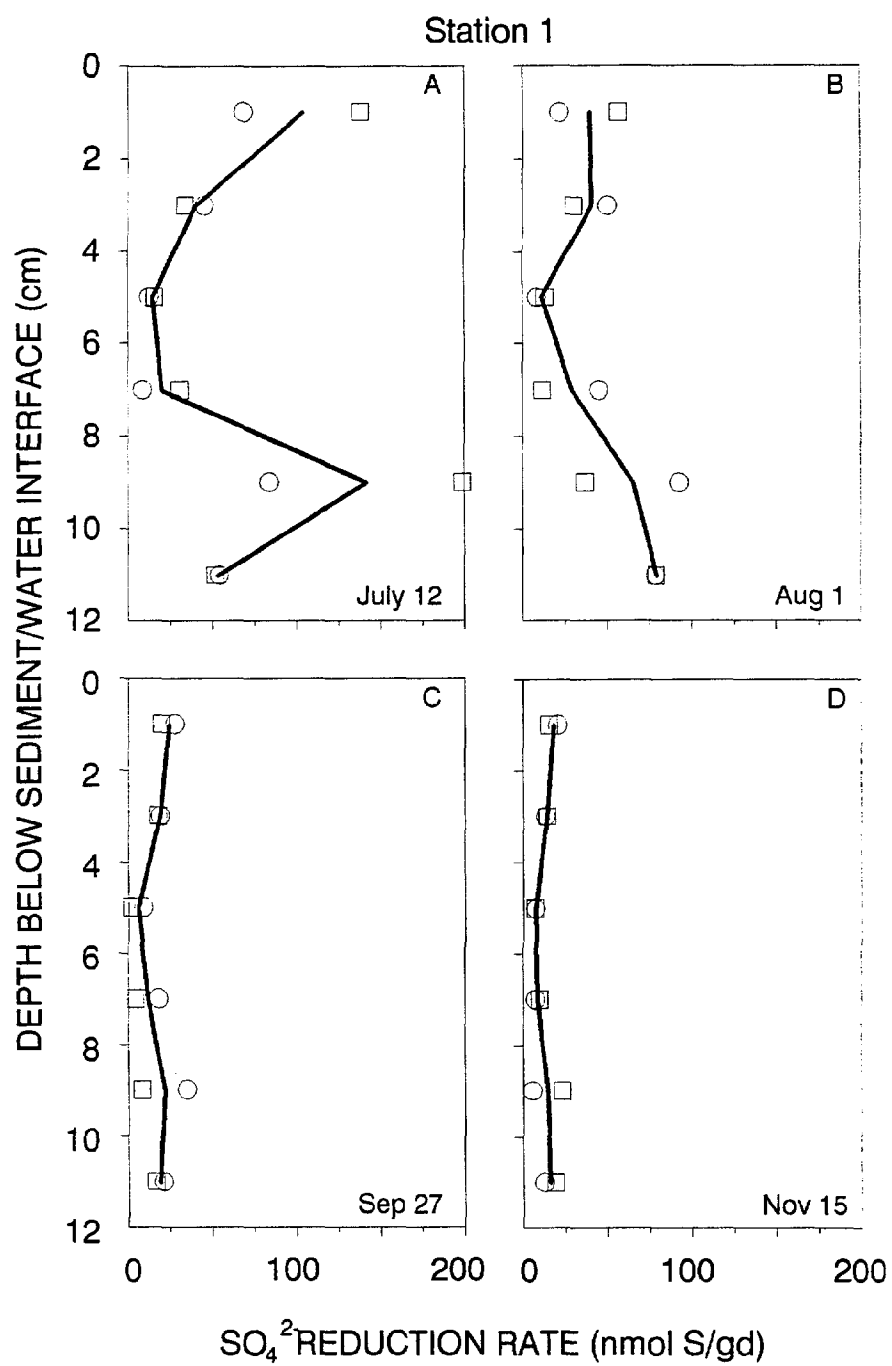 Station 1
A
B
0
2
4
6
8
10
12
July 12
Aug 1
C
D
0
2
4
6
8
10
12
Sep 27
Nov 15
0 100 200
0 100 200
DEPTH BELOW SEDIMENT/WATER INTERFACE (cm)
SO₄²⁻REDUCTION RATE (nmol S/gd)